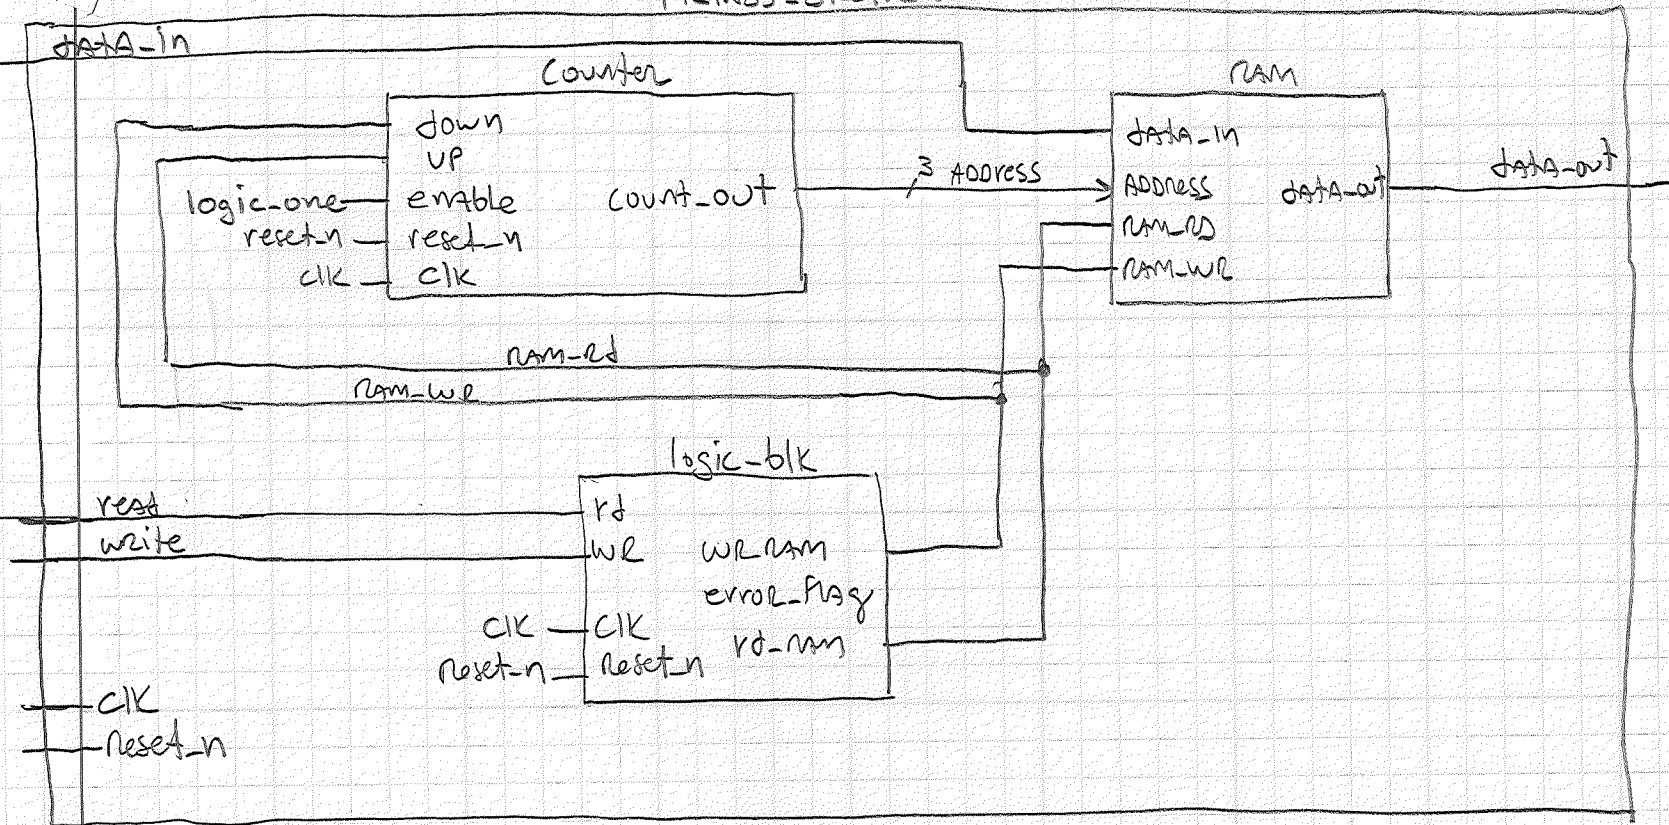 data_in
Counter
RAM
down
UP
logic_one enable count_out
reset_n reset_n
clk clk
3 ADDRESS
data_in
ADDRESS data_out
RAM_RD
RAM_WR
data_out
RAM_Rd
RAM_WR
logic_blk
read rd
write WR WR_RAM
error_flag
clk clk rd_RAM
reset_n reset_n
clk
reset_n